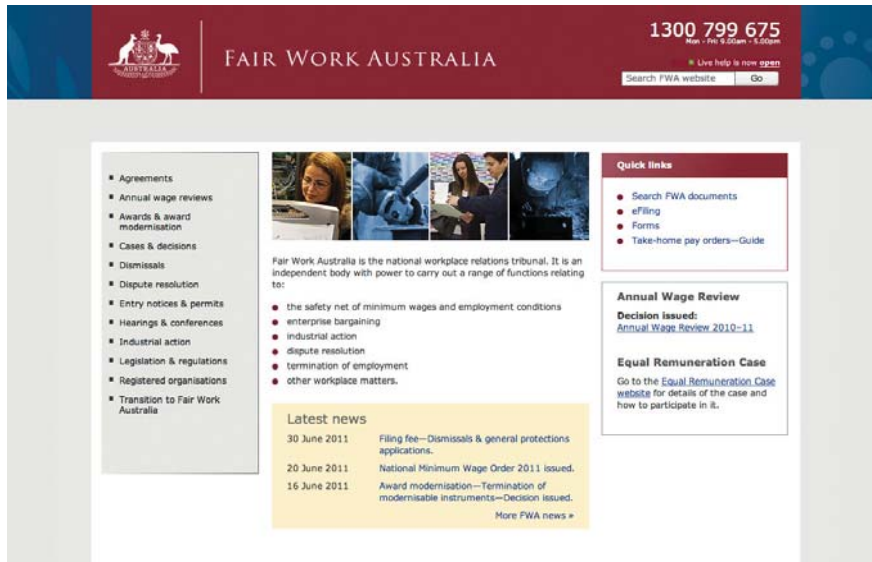 AUSTRALIA
FAIR WORK AUSTRALIA
1300 799 675
Mon - Fri: 9.00am - 5.00pm
Live help is now open
Search FWA website
Go
Agreements
Annual wage reviews
Awards & award
modernisation
Cases & decisions
Dismissals
Dispute resolution
Entry notices & permits
Hearings & conferences
Industrial action
Legislation & regulations
Registered organisations
Transition to Fair Work
Australia
Fair Work Australia is the national workplace relations tribunal. It is an
independent body with power to carry out a range of functions relating
to:
the safety net of minimum wages and employment conditions
enterprise bargaining
industrial action
dispute resolution
termination of employment
other workplace matters.
Latest news
30 June 2011 Filing fee—Dismissals & general protections
applications.
20 June 2011 National Minimum Wage Order 2011 issued.
16 June 2011 Award modernisation—Termination of
modernisable instruments—Decision issued.
More FWA news »
Quick links
Search FWA documents
eFiling
Forms
Take-home pay orders—Guide
Annual Wage Review
Decision issued:
Annual Wage Review 2010–11
Equal Remuneration Case
Go to the Equal Remuneration Case
website for details of the case and
how to participate in it.